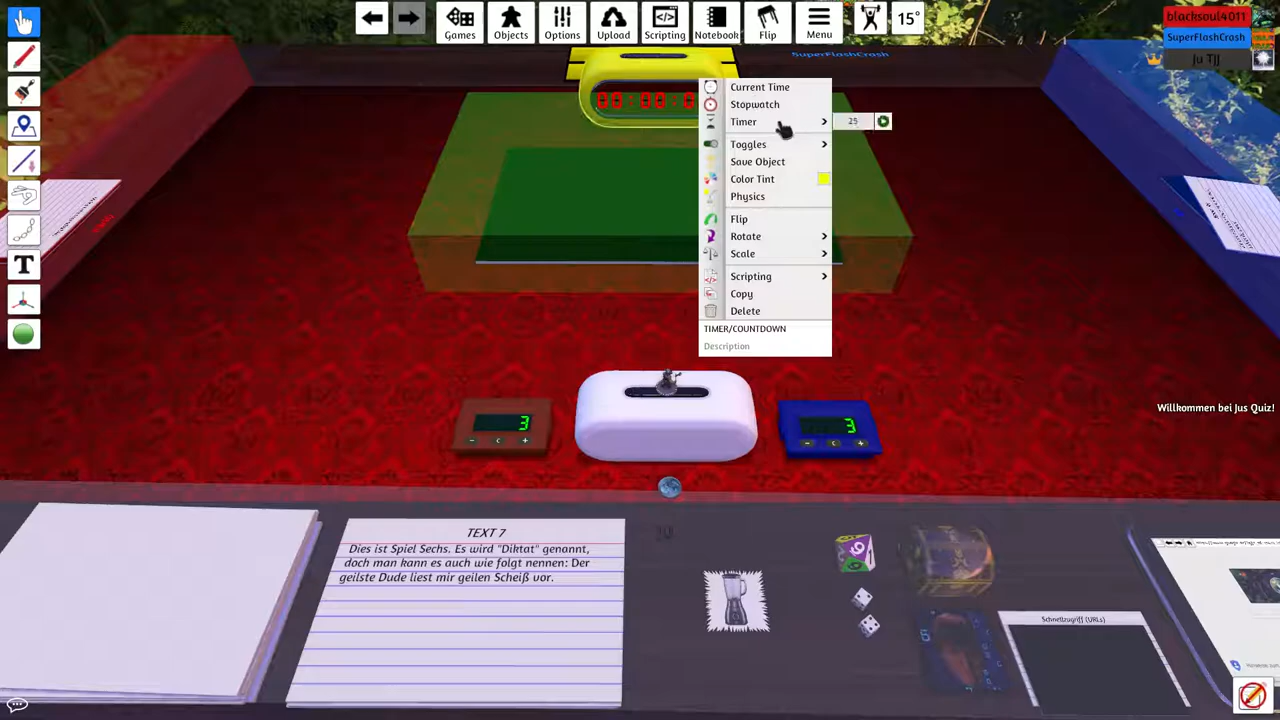 Games
Objects
Options
Upload
Scripting
Notebook
Flip
Menu
15°
blacksoul4011
SuperFlashCrash
Ju TJJ
SuperFlashCrash
Current Time
Stopwatch
Timer
25
Toggles
Save Object
Color Tint
Physics
Flip
Rotate
Scale
Scripting
Copy
Delete
TIMER/COUNTDOWN
Description
T
Willkommen bei Jus Quiz!
3
- C +
3
- C +
TEXT 7
Dies ist Spiel Sechs. Es wird "Diktat" genannt,
doch man kann es auch wie folgt nennen: Der
geilste Dude liest mir geilen Scheiß vor.
Schnellzugriff (URLs)